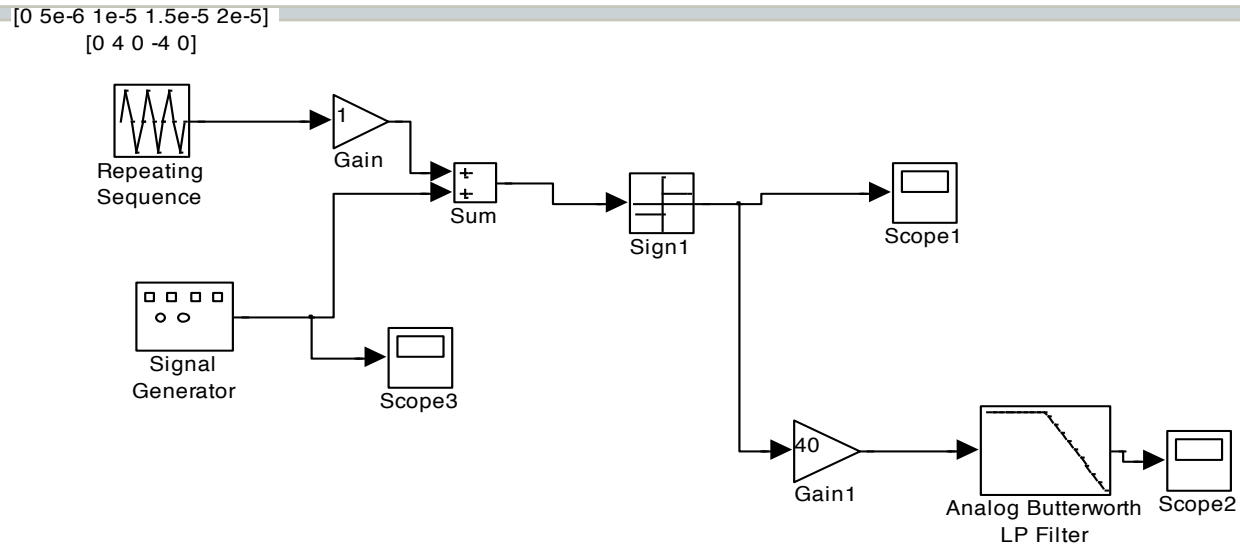 [0 5e-6 1e-5 1.5e-5 2e-5]
[0 4 0 -4 0]
1
Gain
Repeating
Sequence
+
+
Sum
Sign1
Scope1
Signal
Generator
Scope3
40
Gain1
Analog Butterworth
LP Filter
Scope2